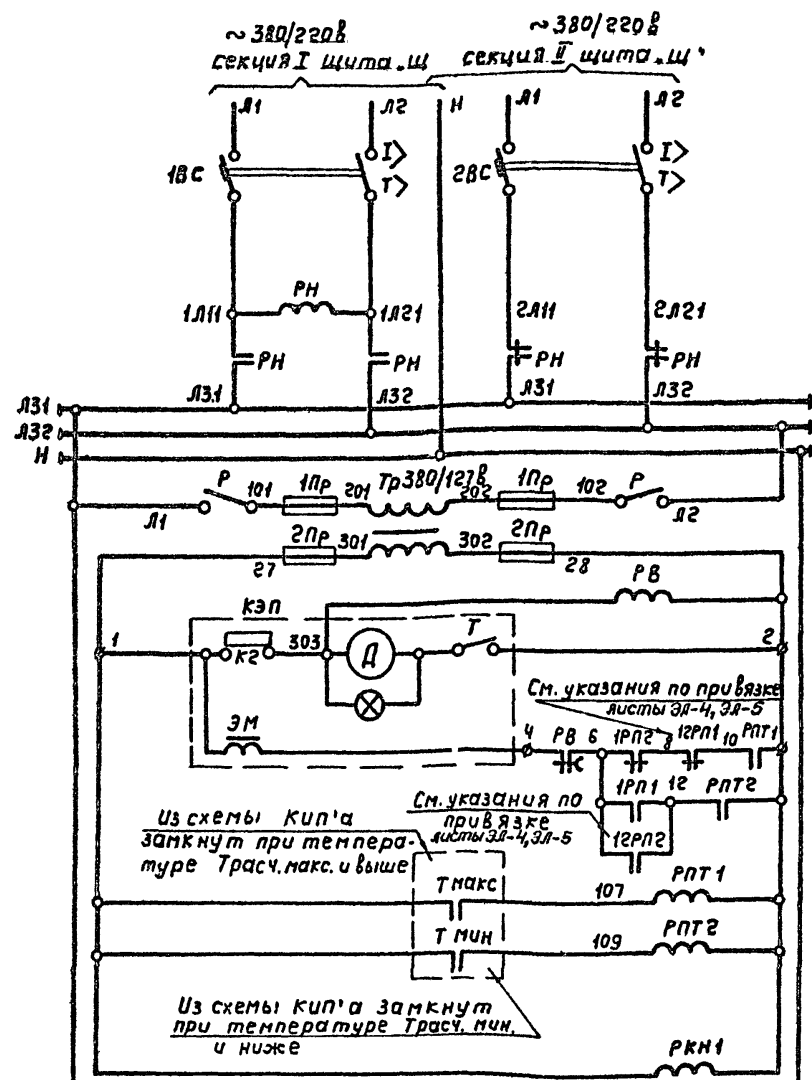 ~380/220в
секция I щита „Щ
~380/220в
секция II щита „Щ"
Л1
Л2
Н
Л1
Л2
1ВС
I>
T>
2ВС
I>
T>
РН
1Л11
1Л21
2Л11
2Л21
РН
РН
РН
РН
Л31
Л32
Л31
Л32
Л31
Л32
Н
Р
101
1Пр
201
Тр380/127в
202
1Пр
102
Р
Л1
Л2
2Пр
301
302
2Пр
27
28
РВ
КЭП
1
К2
303
Д
Т
2
См. указания по привязке
листы ЭЛ-4, ЭЛ-5
ЭМ
4
РВ
6
1РП2
8
12РП1
10
РПТ1
1РП1
12
РПТ2
12РП2
Из схемы Кип'а
замкнут при темпера-
туре Трасч.макс. и выше
См. указания по
привязке
листы ЭЛ-4, ЭЛ-5
Т макс
107
РПТ1
Т мин
109
РПТ2
Из схемы Кип'а замкнут
при температуре Трасч. мин.
и ниже
РКН1